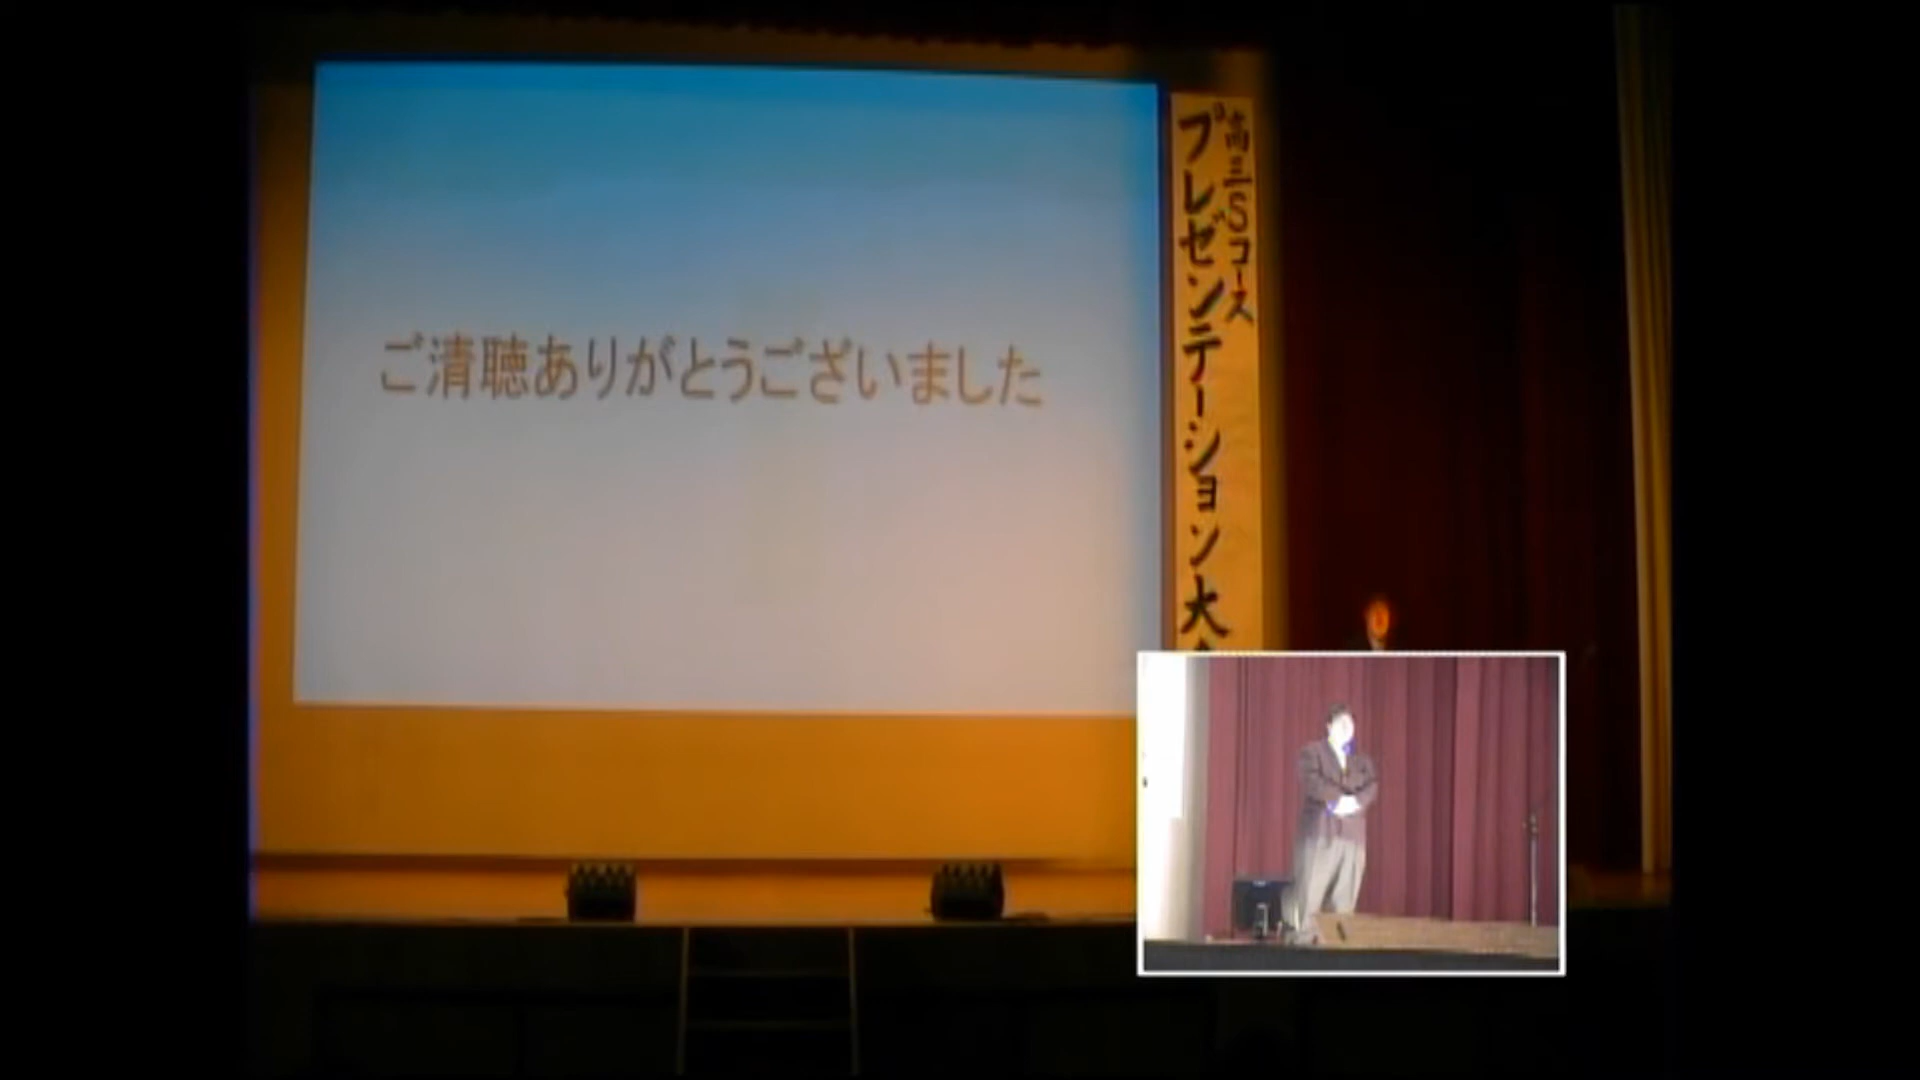 ご清聴ありがとうございました
高三Sコース
プレゼンテーション大